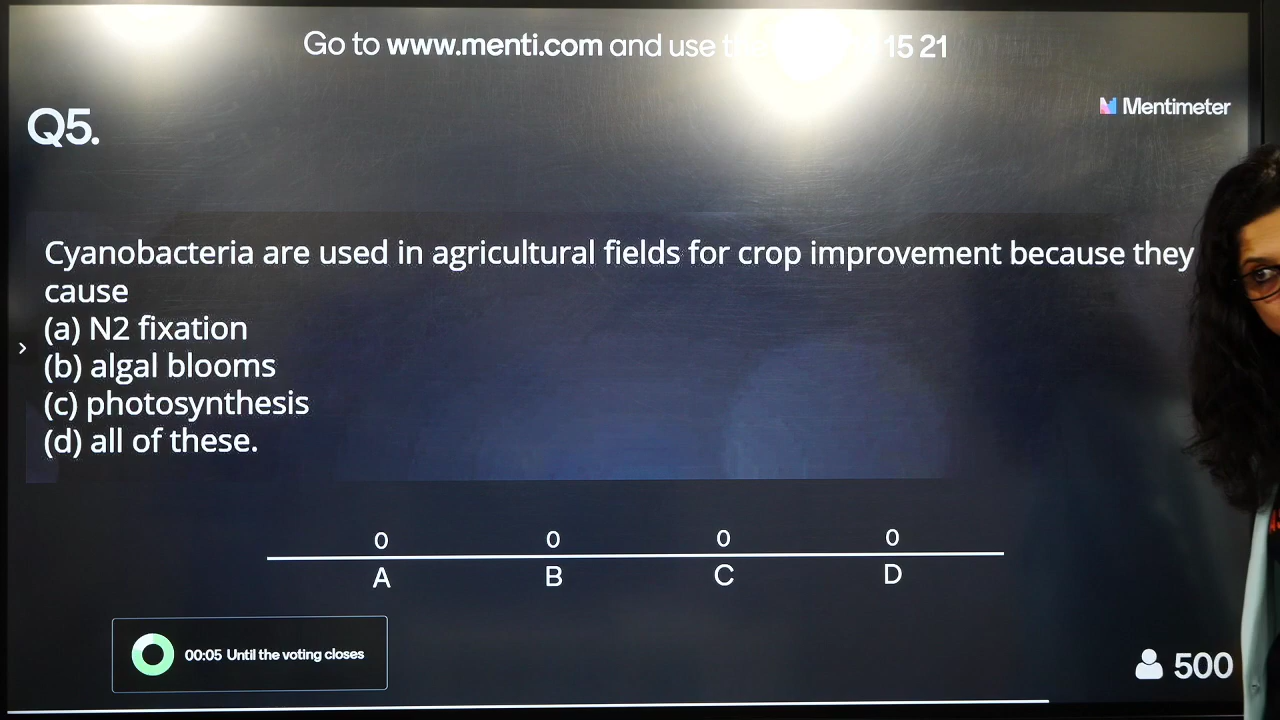 Go to www.menti.com and use 15 21
Mentimeter
Q5.
Cyanobacteria are used in agricultural fields for crop improvement because they
cause
(a) N2 fixation
(b) algal blooms
(c) photosynthesis
(d) all of these.
0 0 0 0
A B C D
00:05 Until the voting closes
500